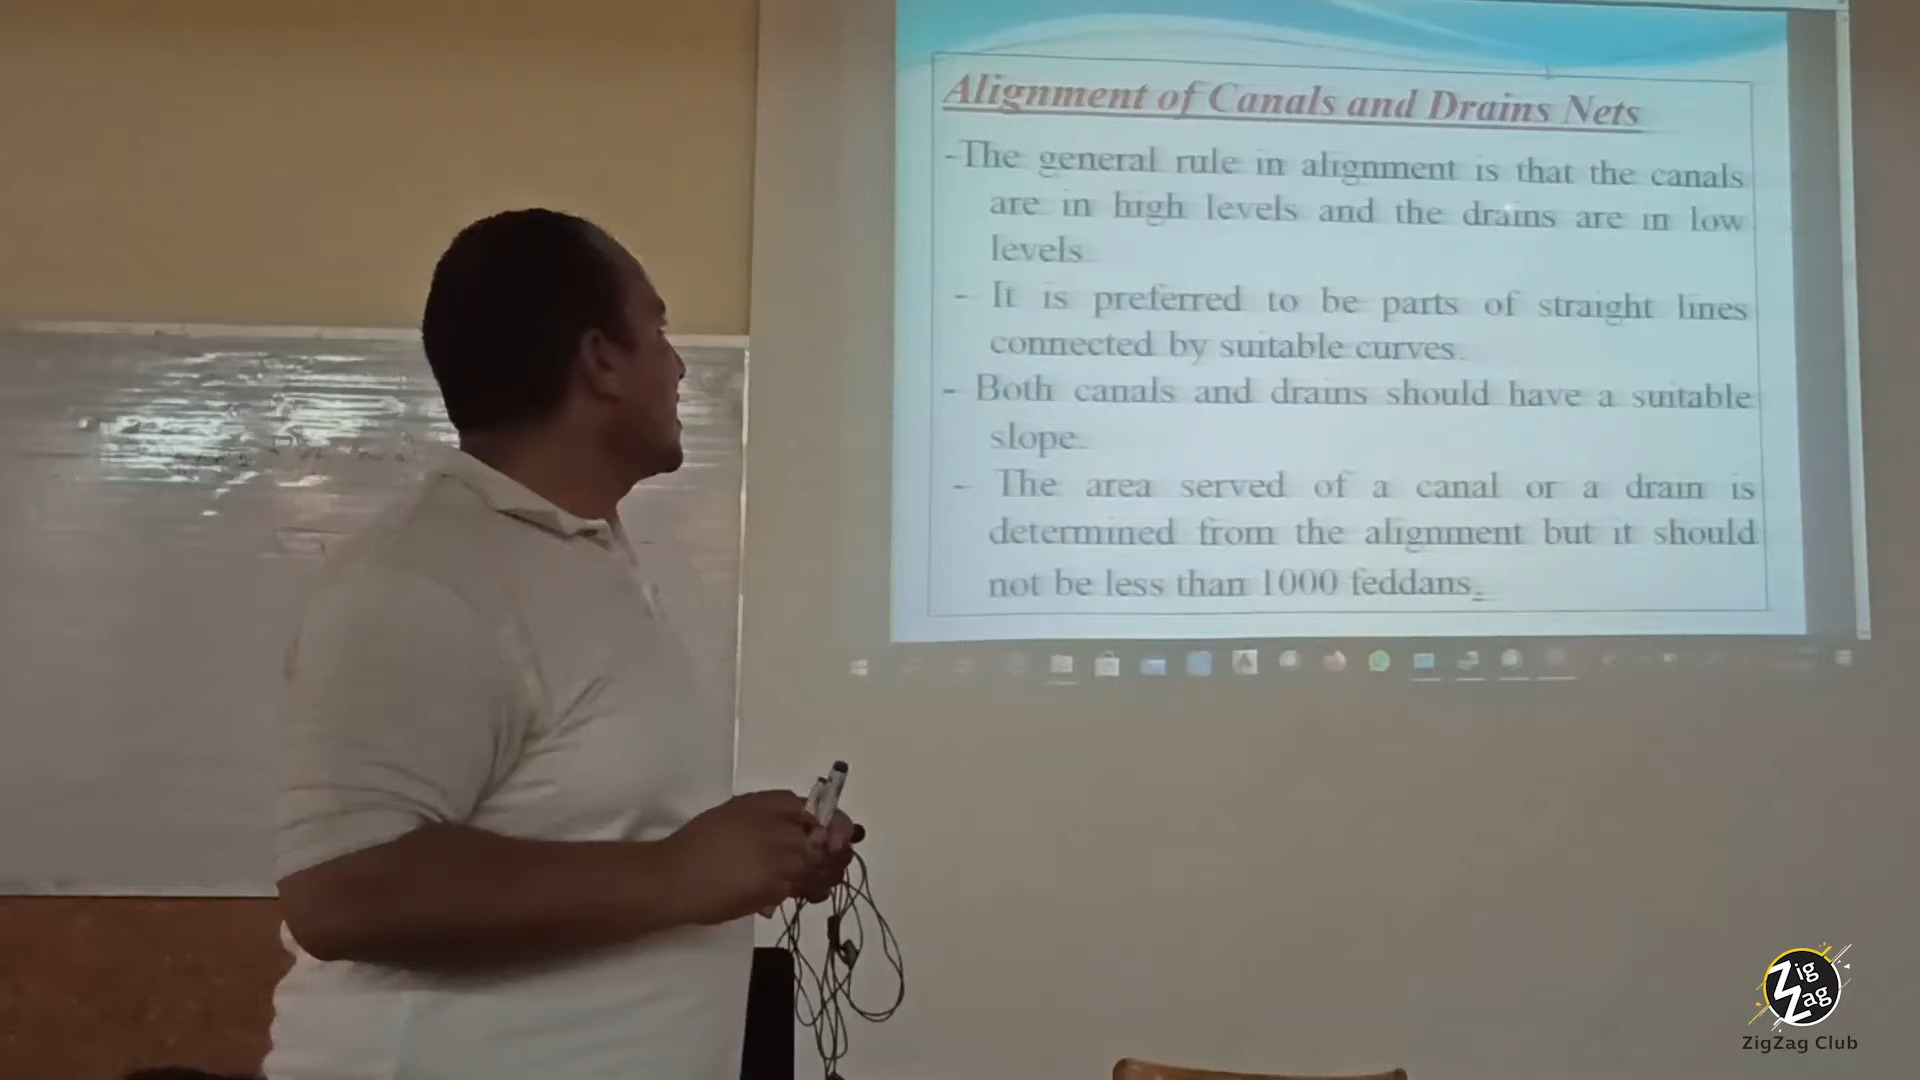 Alignment of Canals and Drains Nets
-The general rule in alignment is that the canals
are in high levels and the drains are in low
levels.
- It is preferred to be parts of straight lines
connected by suitable curves.
- Both canals and drains should have a suitable
slope.
- The area served of a canal or a drain is
determined from the alignment but it should
not be less than 1000 feddans.
Zig
Zag
ZigZag Club